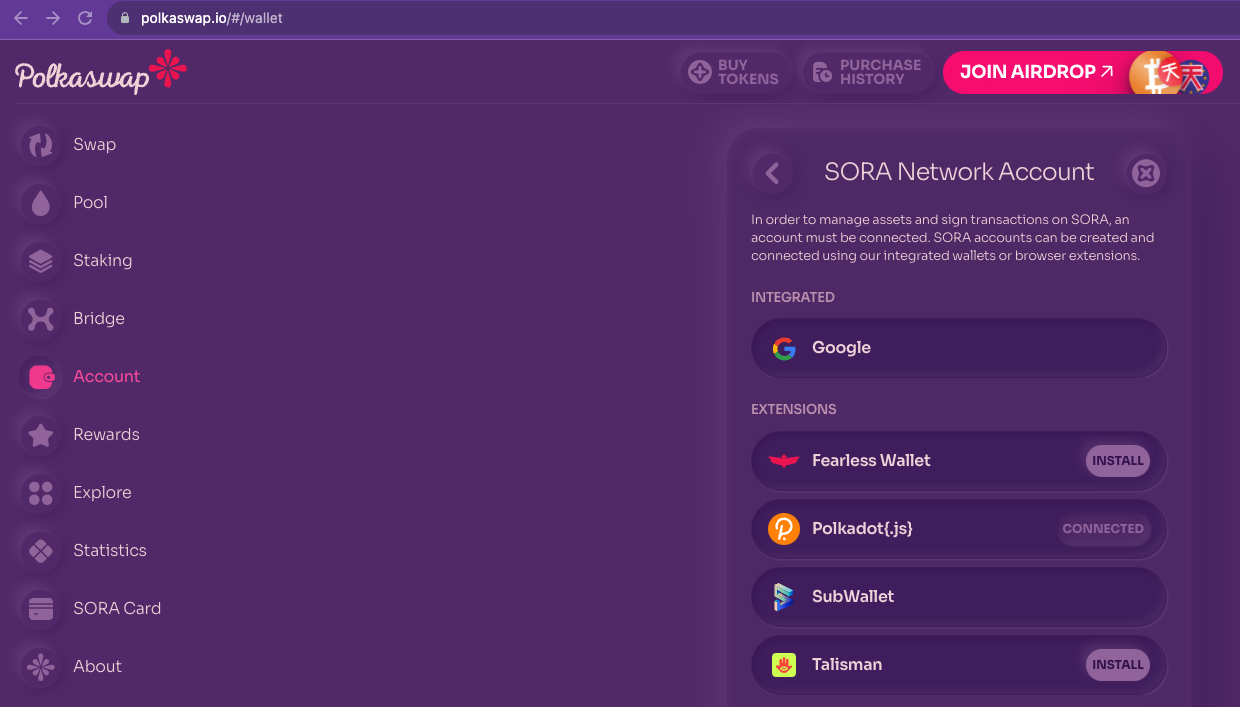 polkaswap.io/#/wallet
Polkaswap
BUY
TOKENS
PURCHASE
HISTORY
JOIN AIRDROP
Swap
Pool
Staking
Bridge
Account
Rewards
Explore
Statistics
SORA Card
About
SORA Network Account
In order to manage assets and sign transactions on SORA, an
account must be connected. SORA accounts can be created and
connected using our integrated wallets or browser extensions.
INTEGRATED
Google
EXTENSIONS
Fearless Wallet INSTALL
Polkadot{.js} CONNECTED
SubWallet
Talisman INSTALL